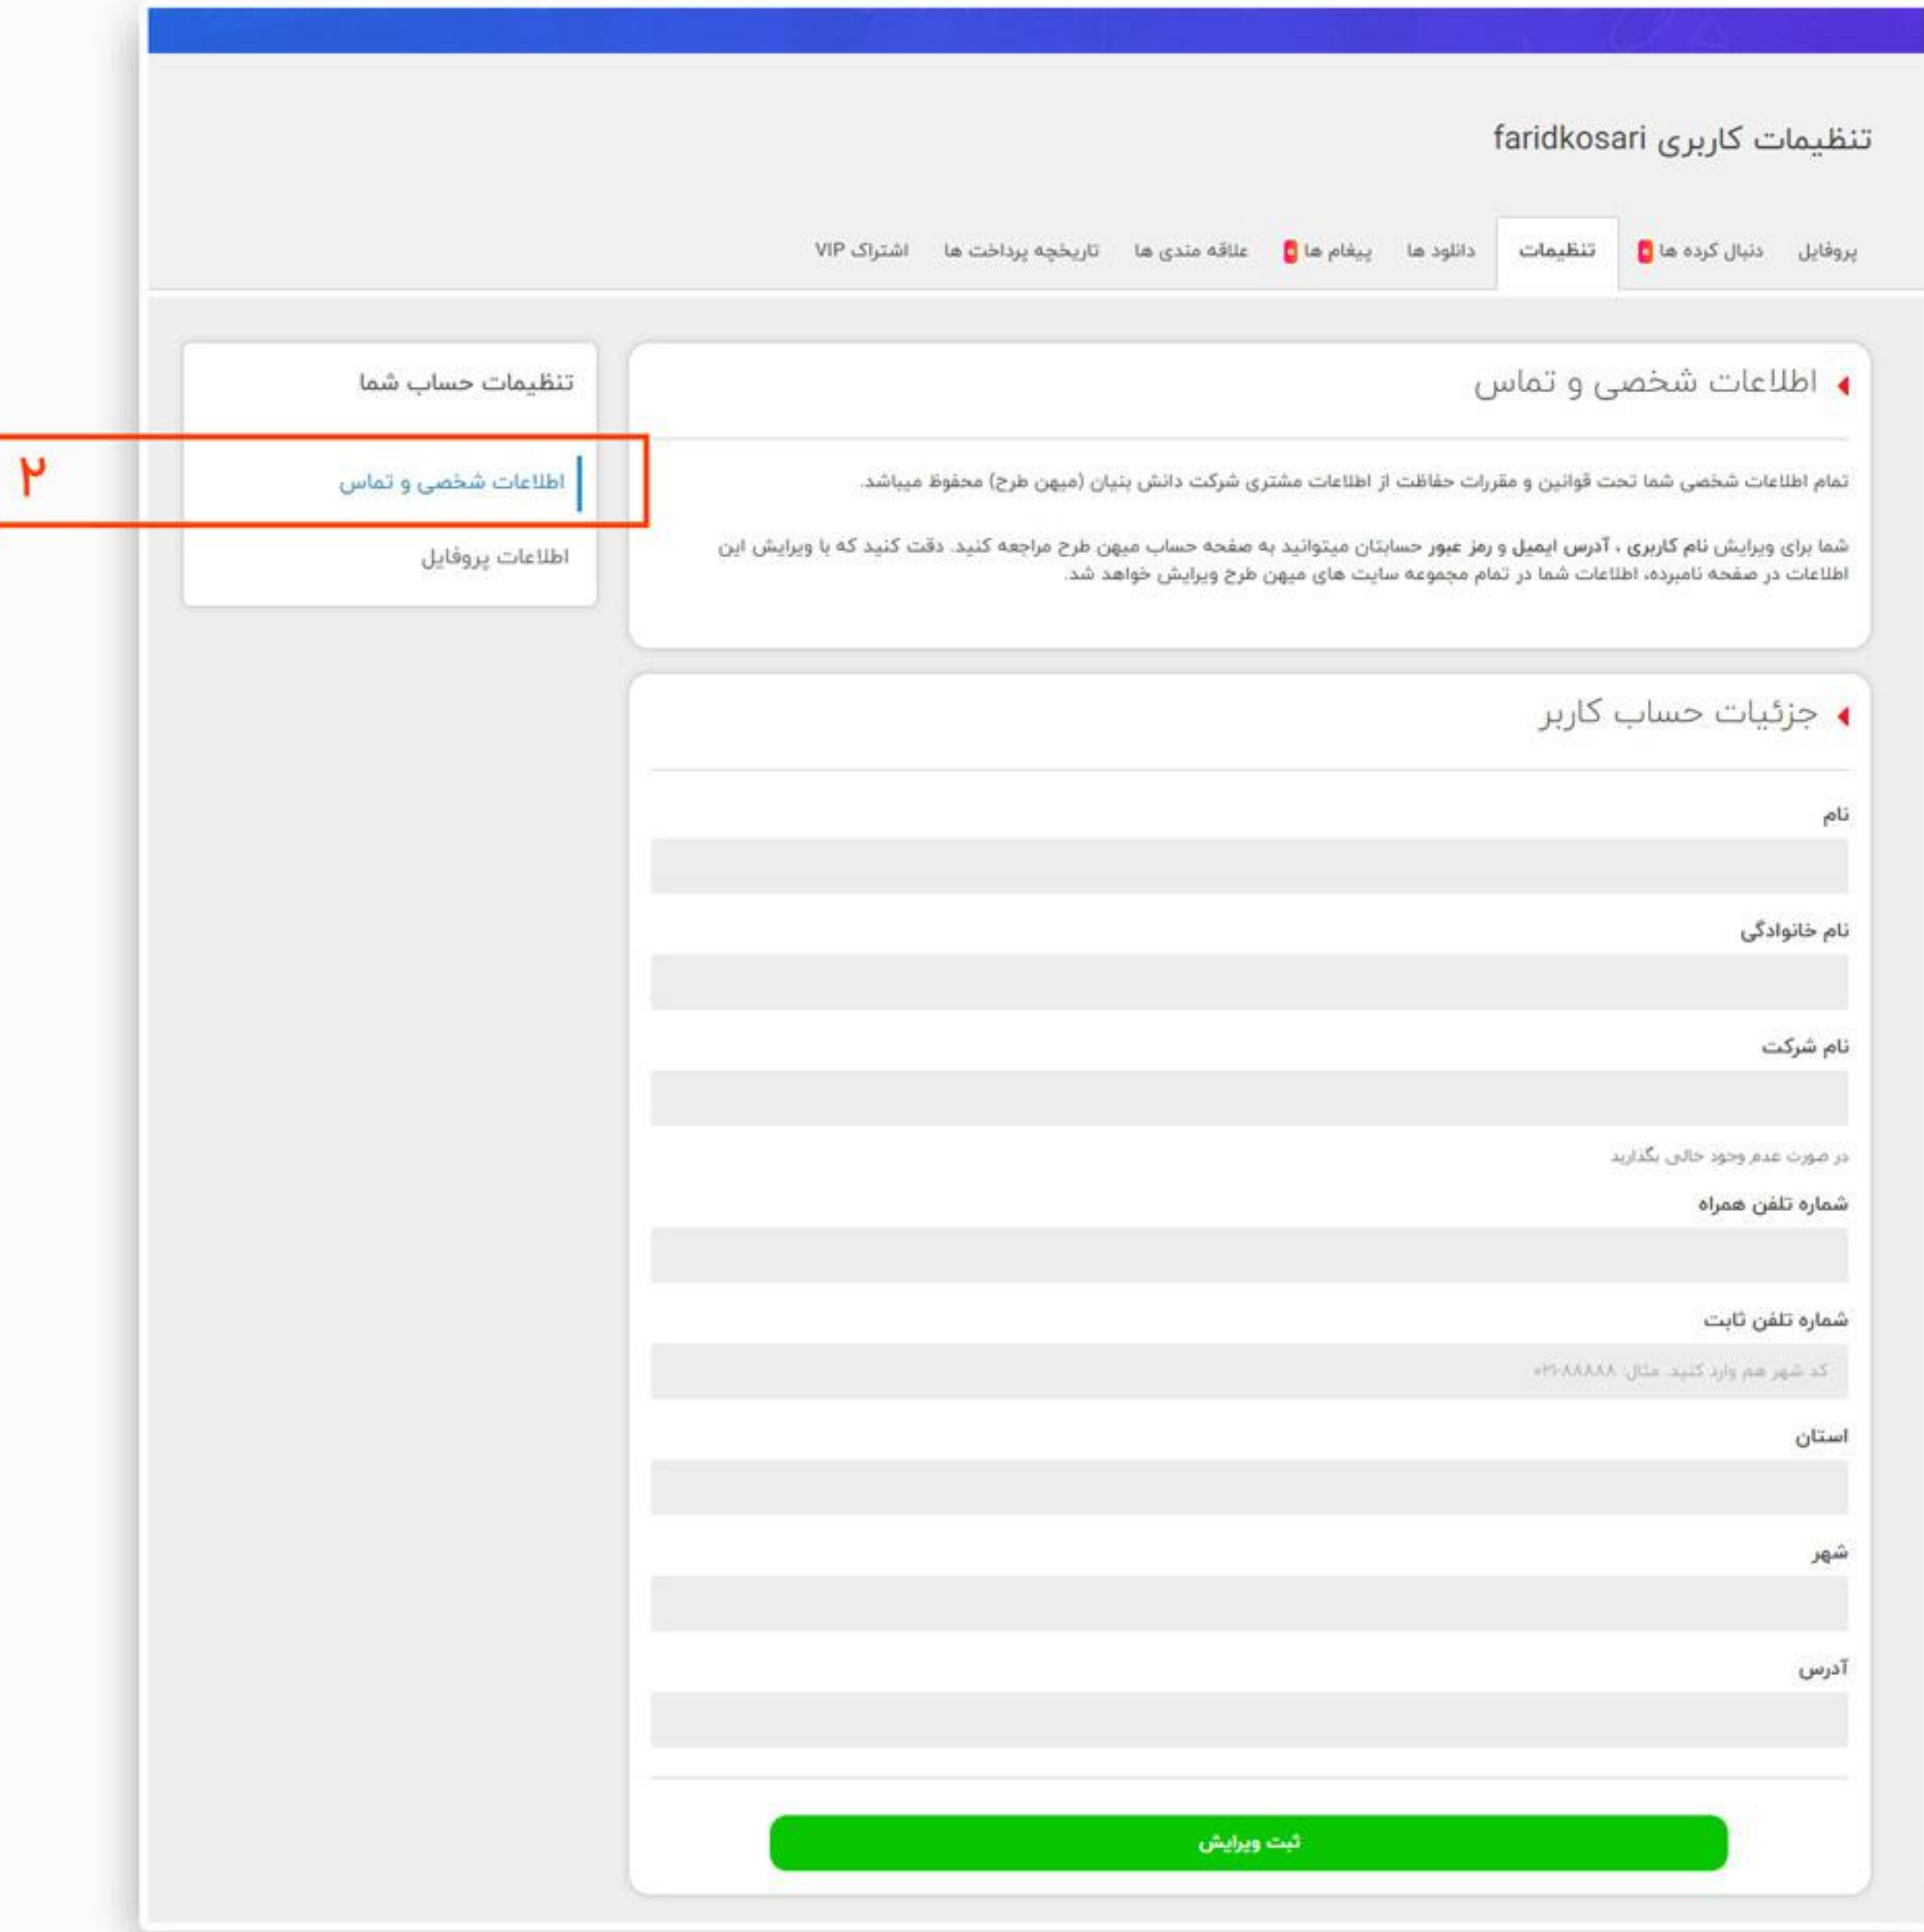 تنظیمات کاربری faridkosari
پروفایل دنبال کرده ها تنظیمات دانلود ها پیغام ها علاقه مندی ها تاریخچه پرداخت ها اشتراک VIP
اطلاعات شخصی و تماس
تمام اطلاعات شخصی شما تحت قوانین و مقررات حفاظت از اطلاعات مشتری شرکت دانش بنیان (میهن طرح) محفوظ میباشد.
شما برای ویرایش نام کاربری ، آدرس ایمیل و رمز عبور حسابتان میتوانید به صفحه حساب میهن طرح مراجعه کنید. دقت کنید که با ویرایش این
اطلاعات در صفحه نامبرده، اطلاعات شما در تمام مجموعه سایت های میهن طرح ویرایش خواهد شد.
تنظیمات حساب شما
اطلاعات شخصی و تماس
۲
اطلاعات پروفایل
جزئیات حساب کاربر
نام
نام خانوادگی
نام شرکت
در صورت عدم وجود خالی بگذارید
شماره تلفن همراه
شماره تلفن ثابت
کد شهر هم وارد کنید. مثال: ۰۲۱-۸۸۸۸۸
استان
شهر
آدرس
ثبت ویرایش